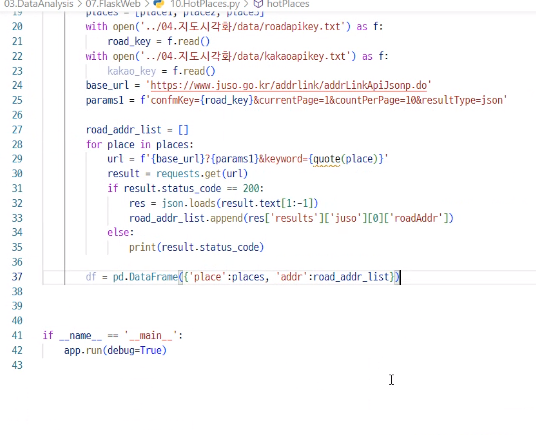 03.DataAnalysis > 07.FlaskWeb > 10.HotPlaces.py > hotPlaces
19 places = [place1, place2, place3]
20 with open('../04.지도시각화/data/roadapikey.txt') as f:
21 road_key = f.read()
22 with open('../04.지도시각화/data/kakaoapikey.txt') as f:
23 kakao_key = f.read()
24 base_url = 'https://www.juso.go.kr/addrlink/addrLinkApiJsonp.do'
25 params1 = f'confmKey={road_key}&currentPage=1&countPerPage=10&resultType=json'
26
27 road_addr_list = []
28 for place in places:
29 url = f'{base_url}?{params1}&keyword={quote(place)}'
30 result = requests.get(url)
31 if result.status_code == 200:
32 res = json.loads(result.text[1:-1])
33 road_addr_list.append(res['results']['juso'][0]['roadAddr'])
34 else:
35 print(result.status_code)
36
37 df = pd.DataFrame({'place':places, 'addr':road_addr_list})
38
39
40
41 if __name__ == '__main__':
42 app.run(debug=True)
43